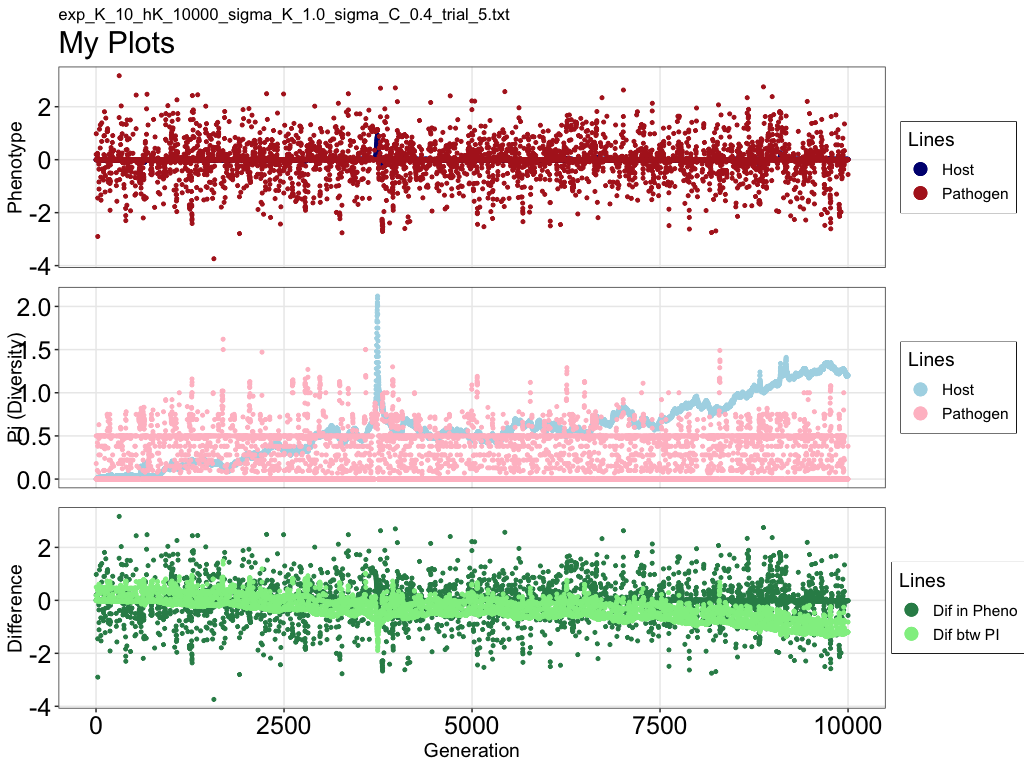 exp_K_10_hK_10000_sigma_K_1.0_sigma_C_0.4_trial_5.txt
My Plots
Phenotype
2
0
-2
-4
Lines
Host
Pathogen
Pi (Diversity)
2.0
1.5
1.0
0.5
0.0
Lines
Host
Pathogen
Difference
2
0
-2
-4
Lines
Dif in Pheno
Dif btw PI
0
2500
5000
7500
10000
Generation